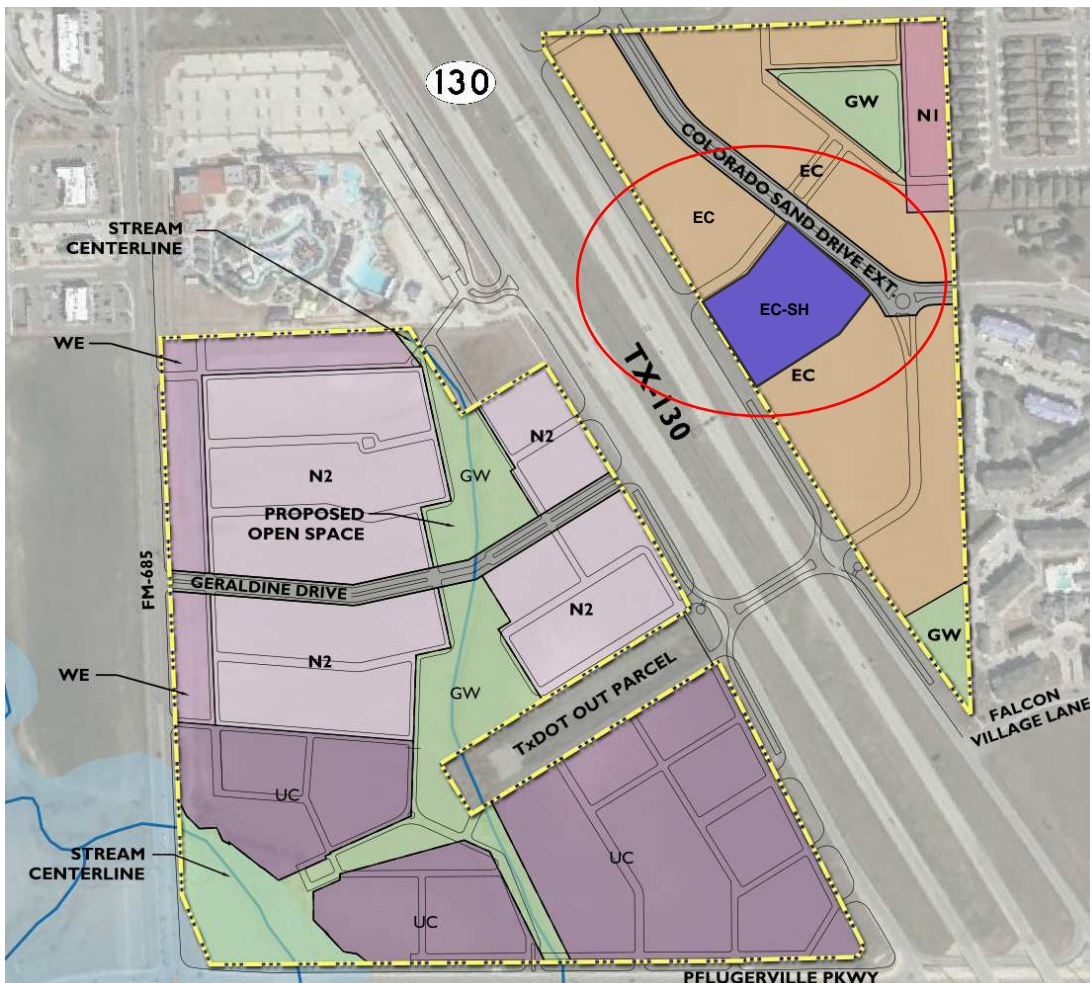 130
GW
N1
COLORADO SAND DRIVE EXT.
EC
EC
STREAM
CENTERLINE
EC-SH
WE
TX-130
EC
N2
N2
GW
PROPOSED
OPEN SPACE
FM-685
GERALDINE DRIVE
N2
GW
N2
GW
WE
TxDOT OUT PARCEL
FALCON
VILLAGE LANE
UC
STREAM
CENTERLINE
UC
UC
PFLUGERVILLE PKWY